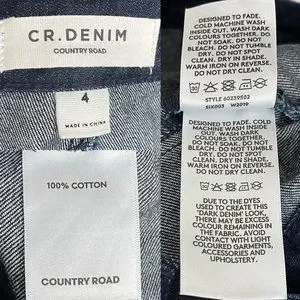 CR.DENIM
COUNTRY ROAD
4
MADE IN CHINA
100% COTTON
COUNTRY ROAD
DESIGNED TO FADE.
COLD MACHINE WASH
INSIDE OUT. WASH DARK
COLOURS TOGETHER. DO
NOT SOAK. DO NOT
BLEACH. DO NOT TUMBLE
DRY. DO NOT DRY
CLEAN. DRY IN SHADE.
WARM IRON ON REVERSE.
DO NOT DAMPEN.
STYLE 60239502
SIX003 W2019
DESIGNED TO FADE. COLD
MACHINE WASH INSIDE
OUT. WASH DARK
COLOURS TOGETHER.
DO NOT SOAK. DO NOT
BLEACH. DO NOT TUMBLE
DRY. DO NOT DRY
CLEAN. DRY IN SHADE.
WARM IRON ON REVERSE.
DO NOT DAMPEN.
DUE TO THE DYES
USED TO CREATE THIS
'DARK DENIM' LOOK,
THERE MAY BE EXCESS
COLOUR REMAINING IN
THE FABRIC. AVOID
CONTACT WITH LIGHT
COLOURED GARMENTS,
ACCESSORIES AND
UPHOLSTERY.